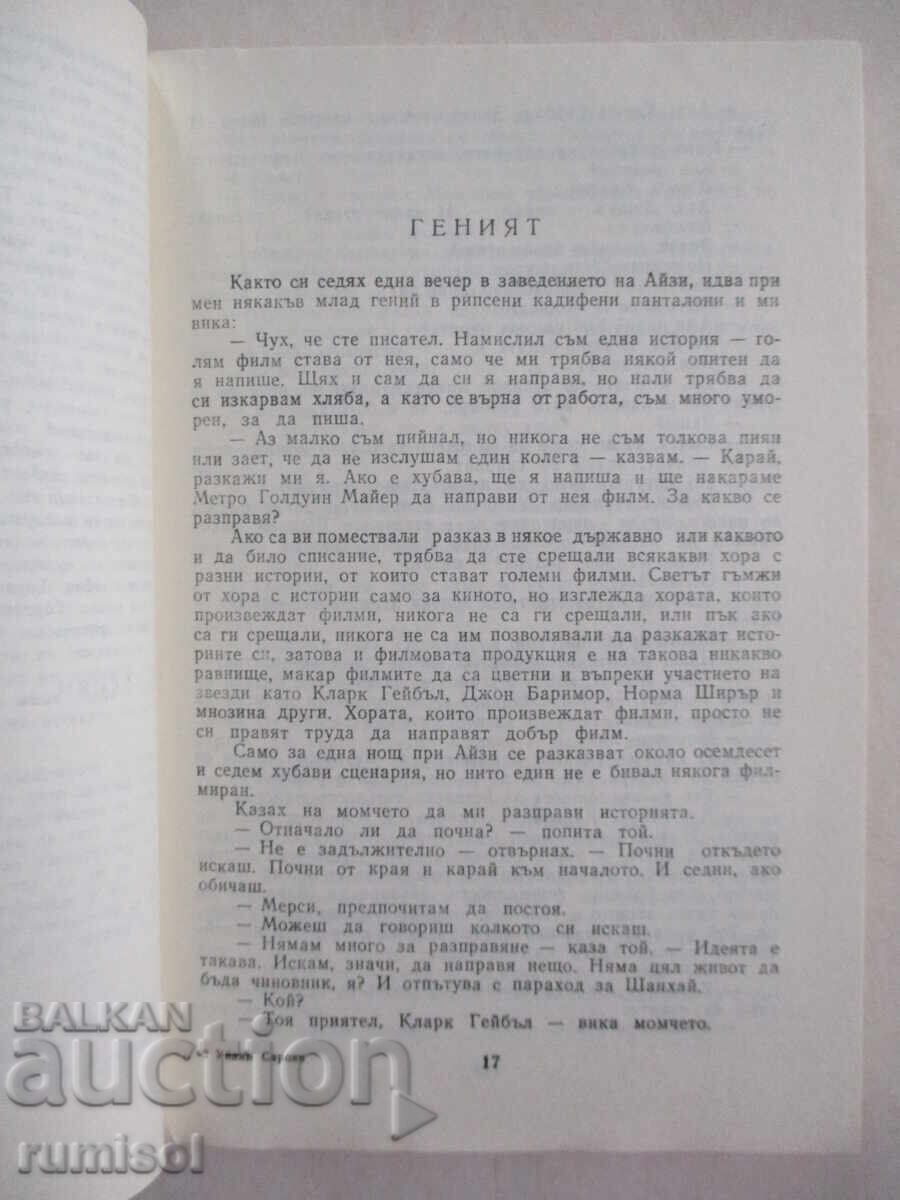 ГЕНИЯТ
Както си седях една вечер в заведението на Айзи, идва при
мен някакъв млад гений в рипсени кадифени панталони и ми
вика:
— Чух, че сте писател. Намислил съм една история — го-
лям филм става от нея, само че ми трябва някой опитен да
я напише. Щях и сам да си я направя, но нали трябва да
си изкарвам хляба, а като се върна от работа, съм много умо-
рен, за да пиша.
— Аз малко съм пийнал, но никога не съм толкова пиян
или зает, че да не изслушам един колега — казвам. — Карай,
разкажи ми я. Ако е хубава, ще я напиша и ще накараме
Метро Голдуин Майер да направи от нея филм. За какво се
разправя?
Ако са ви помествали разказ в някое държавно или каквото
и да било списание, трябва да сте срещали всякакви хора с
разни истории, от които стават големи филми. Светът гъмжи
от хора с истории само за киното, но изглежда хората, които
произвеждат филми, никога не са ги срещали, или пък ако
са ги срещали, никога не са им позволявали да разкажат исто-
риите си, затова и филмовата продукция е на такова никакво
равнище, макар филмите да са цветни и въпреки участието на
звезди като Кларк Гейбъл, Джон Баримор, Норма Ширър и
мнозина други. Хората, които произвеждат филми, просто не
си правят труда да направят добър филм.
Само за една нощ при Айзи се разказват около осемдесет
и седем хубави сценария, но нито един не е бивал някога фил-
миран.
Казах на момчето да ми разправи историята.
— Отначало ли да почна? — попита той.
— Не е задължително — отвърнах. — Почни откъдето
искаш. Почни от края и карай към началото. И седни, ако
обичаш.
— Мерси, предпочитам да постоя.
— Можеш да говориш колкото си искаш.
— Нямам много за разправяне — каза той. — Идеята е
такава. Искам, значи, да направя нещо. Няма цял живот да
бъда чиновник, я? И отпътува с параход за Шанхай.
— Кой?
— Тоя приятел, Кларк Гейбъл — вика момчето.
Уилям Сароян
17
BALKAN
auction
rumisol